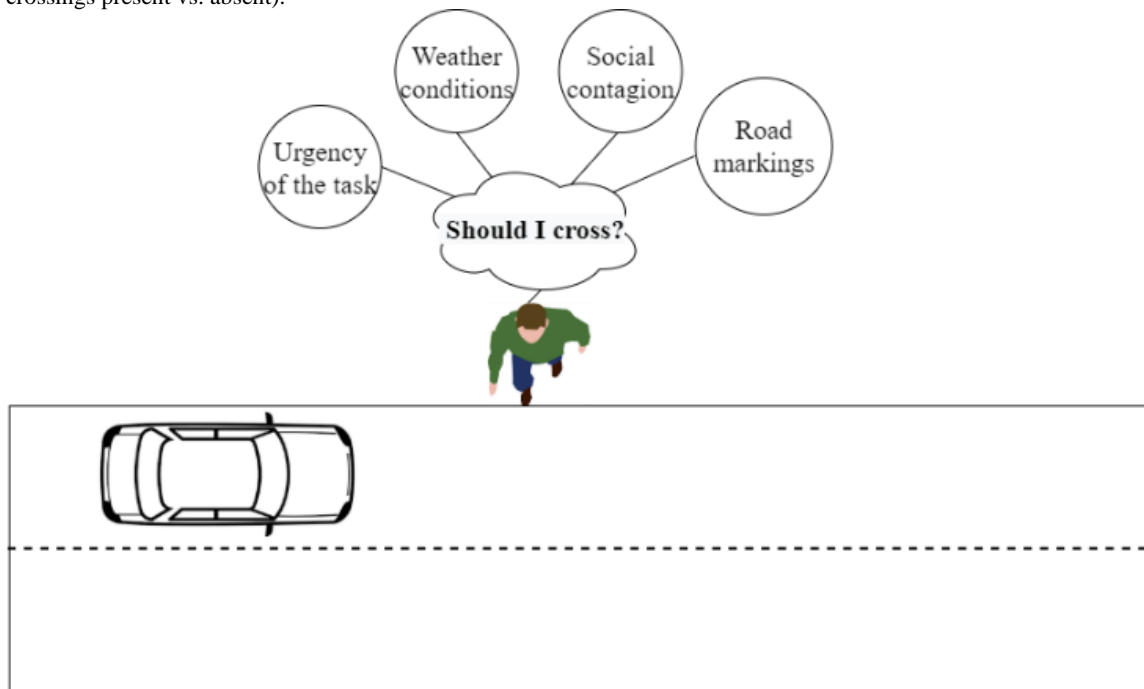 crossings present vs. absent).
Weather
conditions
Social
contagion
Urgency
of the task
Road
markings
Should I cross?